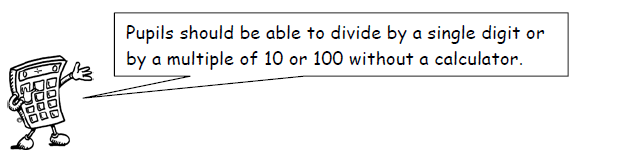 Pupils should be able to divide by a single digit or
by a multiple of 10 or 100 without a calculator.